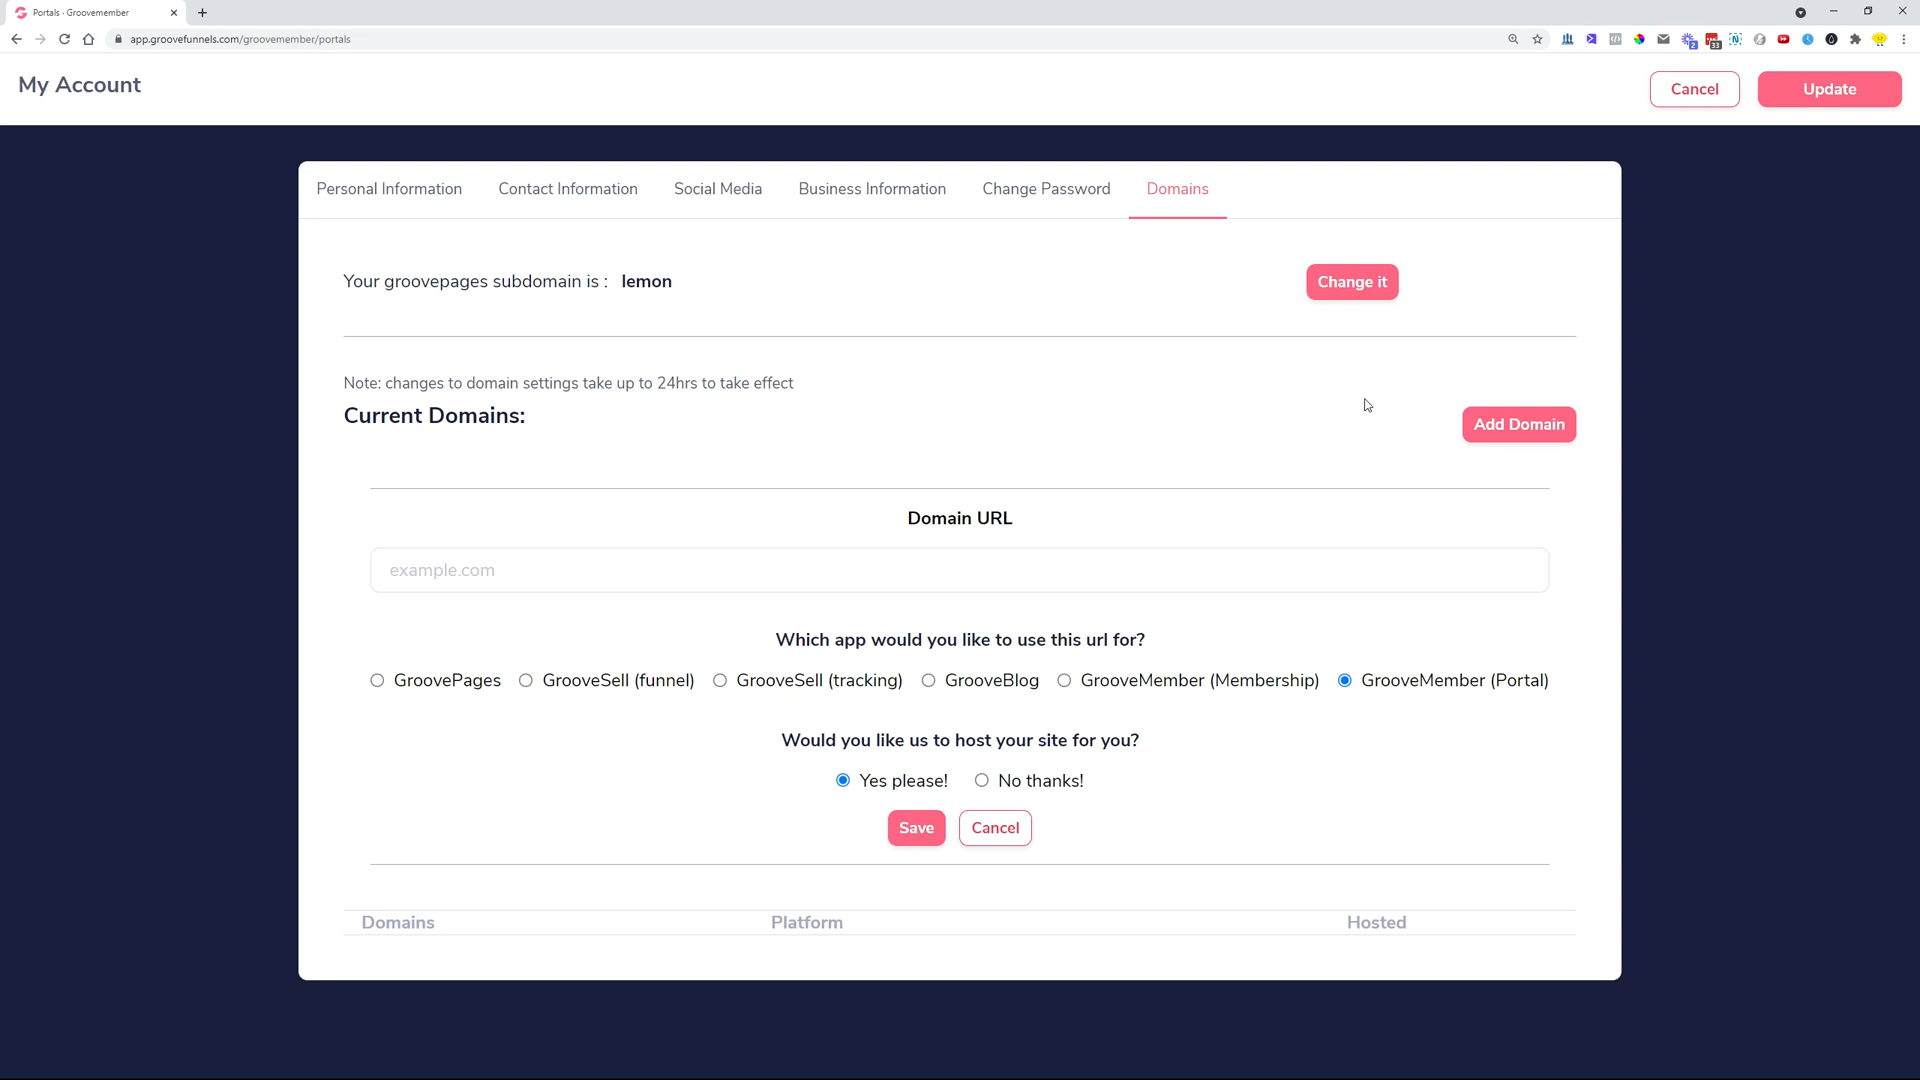 Portals - Groovemember
app.groovefunnels.com/groovemember/portals
2
33
My Account
Cancel
Update
Personal Information
Contact Information
Social Media
Business Information
Change Password
Domains
Your groovepages subdomain is : lemon
Change it
Note: changes to domain settings take up to 24hrs to take effect
Current Domains:
Add Domain
Domain URL
example.com
Which app would you like to use this url for?
GroovePages
GrooveSell (funnel)
GrooveSell (tracking)
GrooveBlog
GrooveMember (Membership)
GrooveMember (Portal)
Would you like us to host your site for you?
Yes please!
No thanks!
Save
Cancel
Domains
Platform
Hosted